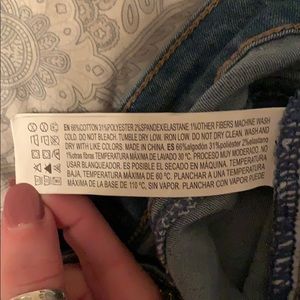 EN 66%COTTON 31%POLYESTER 2%SPANDEX/ELASTANE 1%OTHER FIBERS MACHINE WASH
COLD. DO NOT BLEACH. TUMBLE DRY LOW. IRON LOW. DO NOT DRY CLEAN. WASH AND
DRY WITH LIKE COLORS. MADE IN CHINA. ES 66%algodón 31%poliéster 2%elastano
1%otras fibras TEMPERATURA MÁXIMA DE LAVADO 30 ºC. PROCESO NORMAL. NO
USAR BLANQUEADOR. ES POSIBLE EL SECADO EN MÁQUINA. TEMPERATURA
BAJA, TEMPERATURA MÁXIMA DE 60 ºC. PLANCHAR A UNA TEMPERATURA
MÁXIMA DE LA BASE DE 110 ºC, SIN VAPOR. PLANCHAR CON VAPOR PUEDE